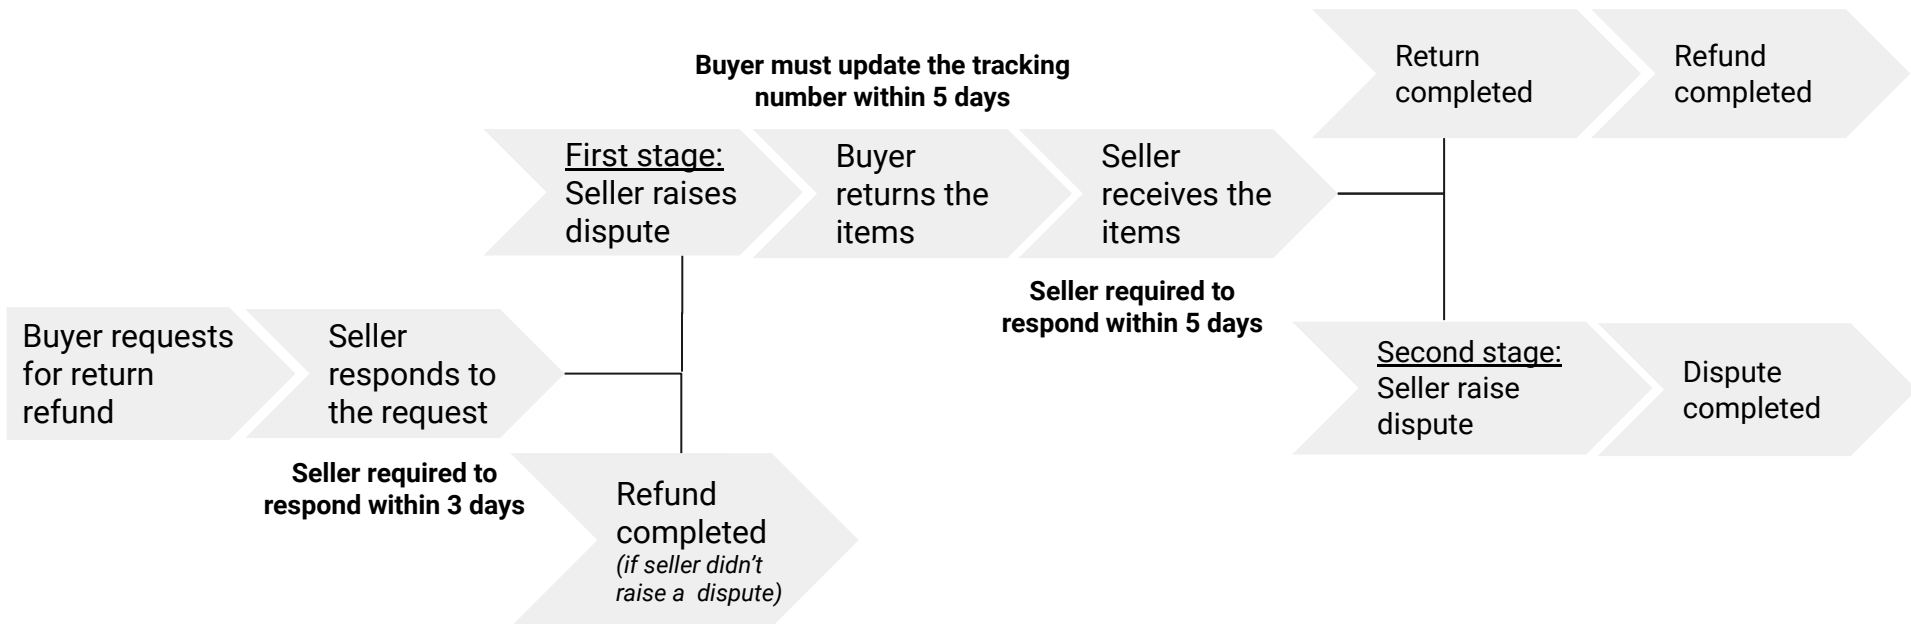 Buyer requests
for return
refund
Seller
responds to
the request
Seller required to
respond within 3 days
First stage:
Seller raises
dispute
Refund
completed
(if seller didn't
raise a dispute)
Buyer must update the tracking
number within 5 days
Buyer
returns the
items
Seller
receives the
items
Seller required to
respond within 5 days
Return
completed
Refund
completed
Second stage:
Seller raise
dispute
Dispute
completed